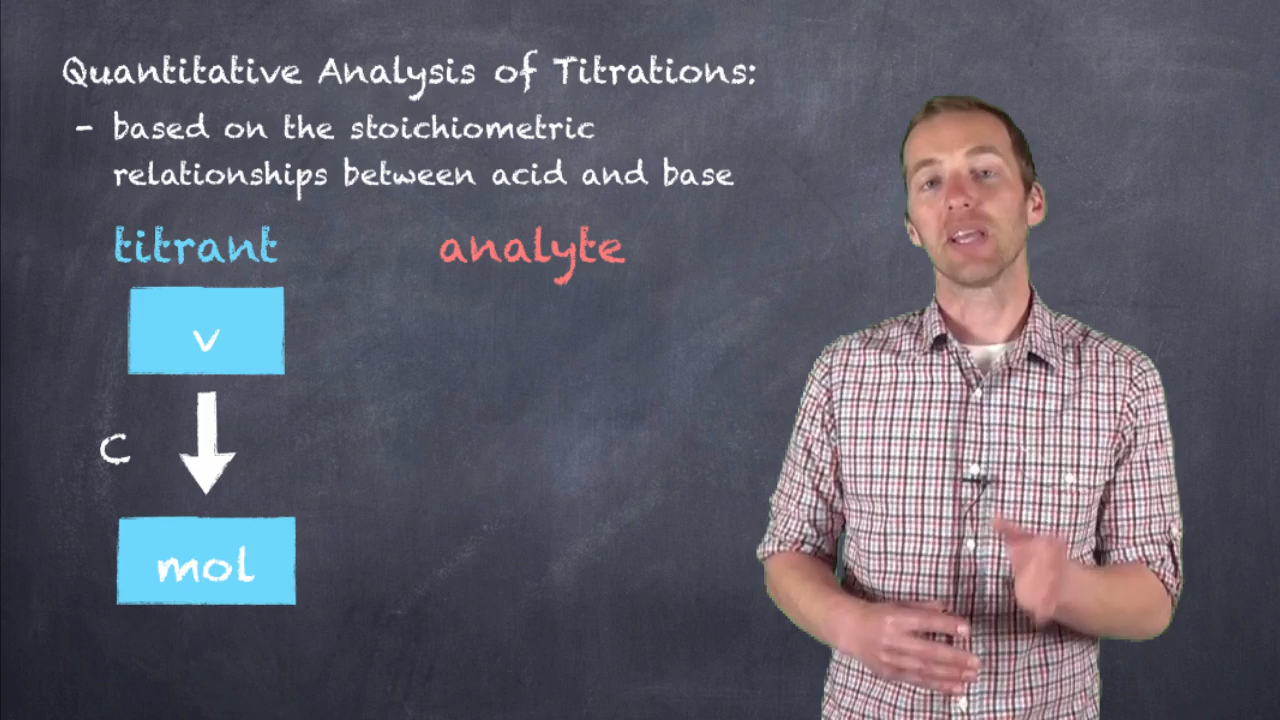 Quantitative Analysis of Titrations:
- based on the stoichiometric
relationships between acid and base
titrant analyte
v
C
mol